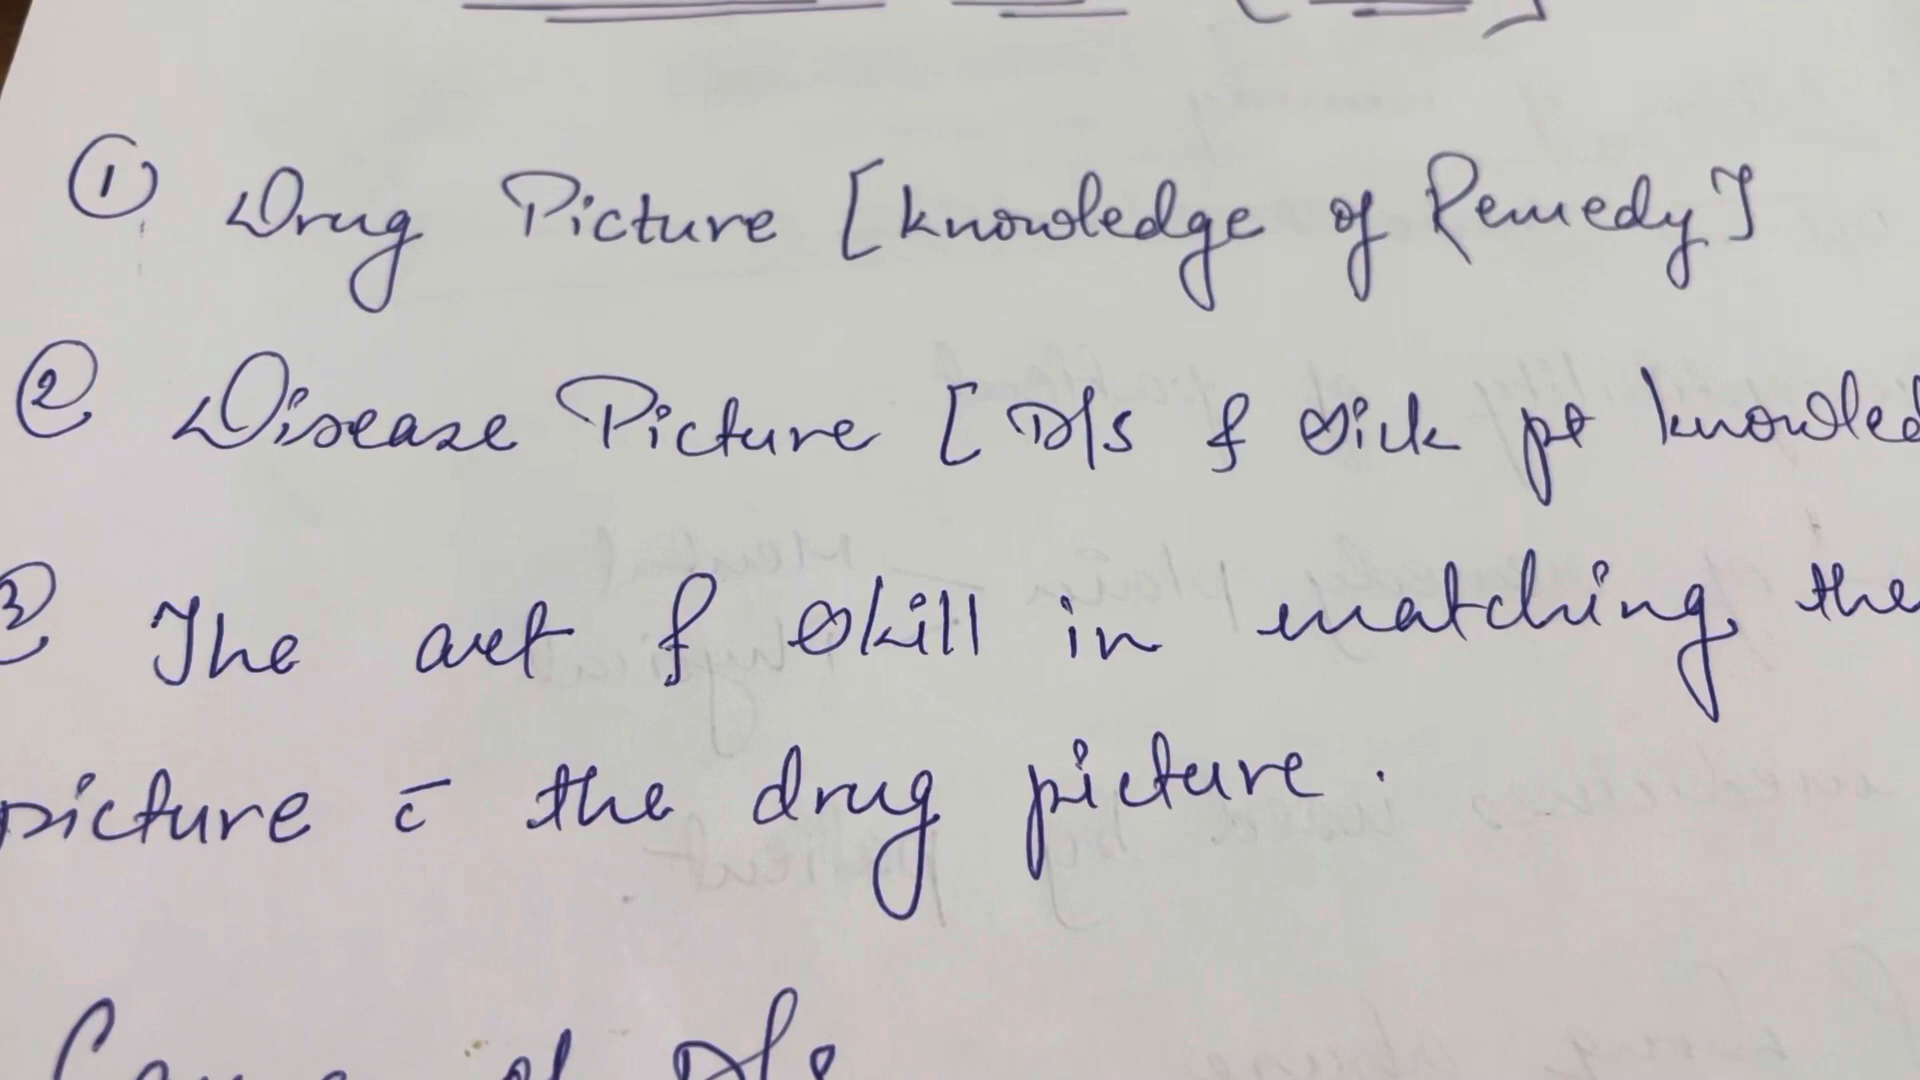 ① Drug Picture [knowledge of Remedy]
② Disease Picture [D/s & Sick pt knowled
③ The art & Skill in matching the
picture c̄ the drug picture.
of D/s